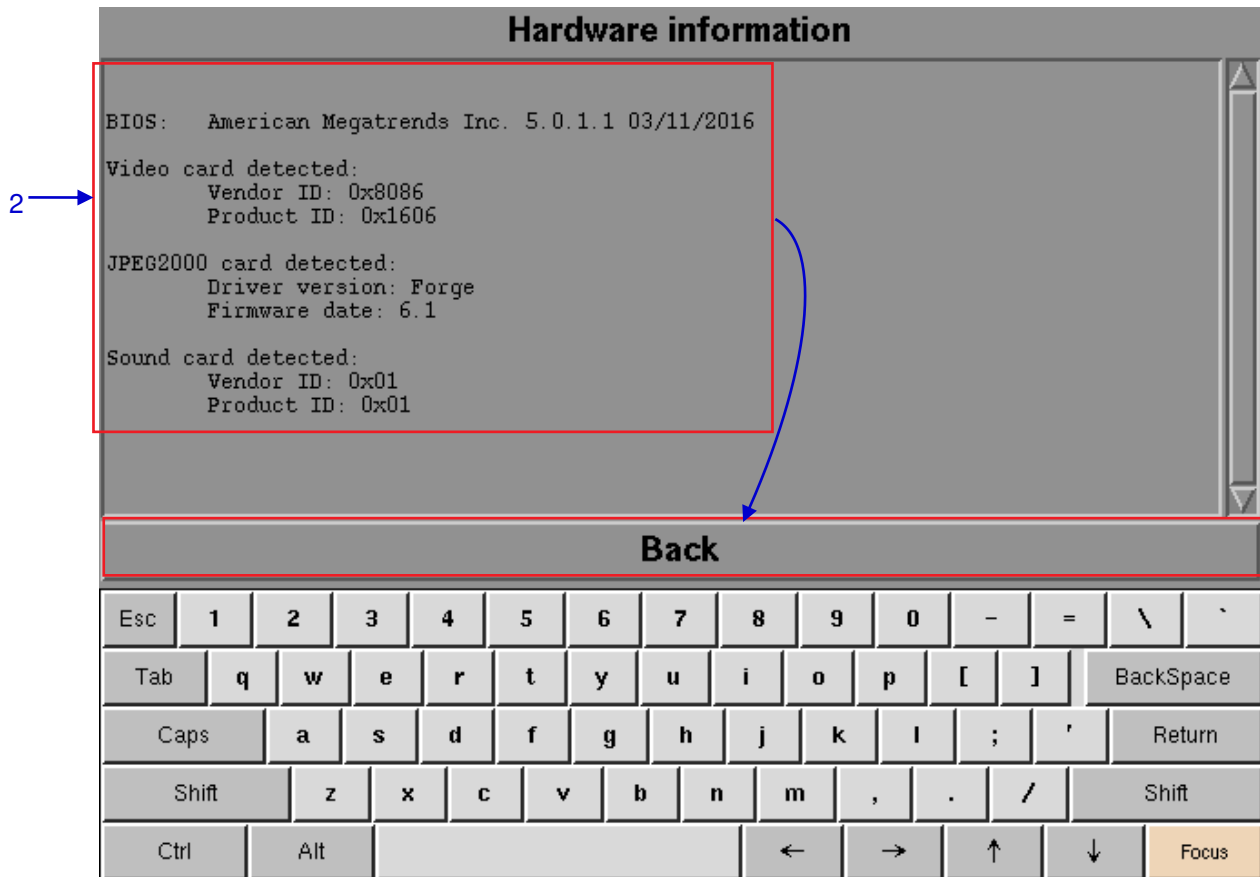 Hardware information
BIOS: American Megatrends Inc. 5.0.1.1 03/11/2016
Video card detected:
Vendor ID: 0x8086
Product ID: 0x1606
2
JPEG2000 card detected:
Driver version: Forge
Firmware date: 6.1
Sound card detected:
Vendor ID: 0x01
Product ID: 0x01
Back
Esc 1 2 3 4 5 6 7 8 9 0 - = \ `
Tab q w e r t y u i o p [ ] BackSpace
Caps a s d f g h j k l ; ' Return
Shift z x c v b n m , . / Shift
Ctrl Alt ← → ↑ ↓ Focus